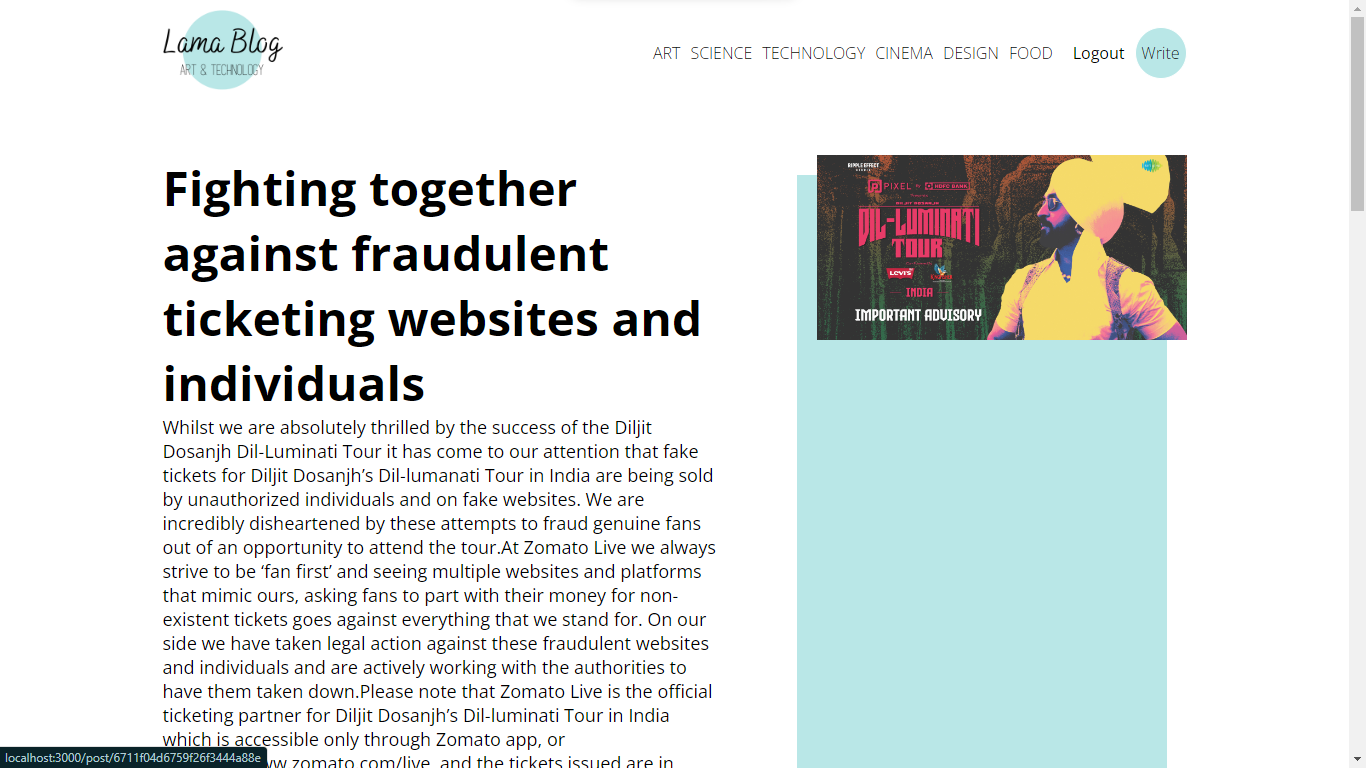 Lama Blog
ART & TECHNOLOGY
ART SCIENCE TECHNOLOGY CINEMA DESIGN FOOD Logout Write
Fighting together
against fraudulent
ticketing websites and
individuals
RIPPLE EFFECT
STUDIO
PIXEL by HDFC BANK
DILJIT DOSANJH
DIL-LUMINATI
TOUR
LEVI'S
INDIA
IMPORTANT ADVISORY
Whilst we are absolutely thrilled by the success of the Diljit
Dosanjh Dil-Luminati Tour it has come to our attention that fake
tickets for Diljit Dosanjh’s Dil-lumanati Tour in India are being sold
by unauthorized individuals and on fake websites. We are
incredibly disheartened by these attempts to fraud genuine fans
out of an opportunity to attend the tour.At Zomato Live we always
strive to be ‘fan first’ and seeing multiple websites and platforms
that mimic ours, asking fans to part with their money for non-
existent tickets goes against everything that we stand for. On our
side we have taken legal action against these fraudulent websites
and individuals and are actively working with the authorities to
have them taken down.Please note that Zomato Live is the official
ticketing partner for Diljit Dosanjh’s Dil-luminati Tour in India
which is accessible only through Zomato app, or
ww.zomato.com/live, and the tickets issued are in
localhost:3000/post/6711f04d6759f26f3444a88e